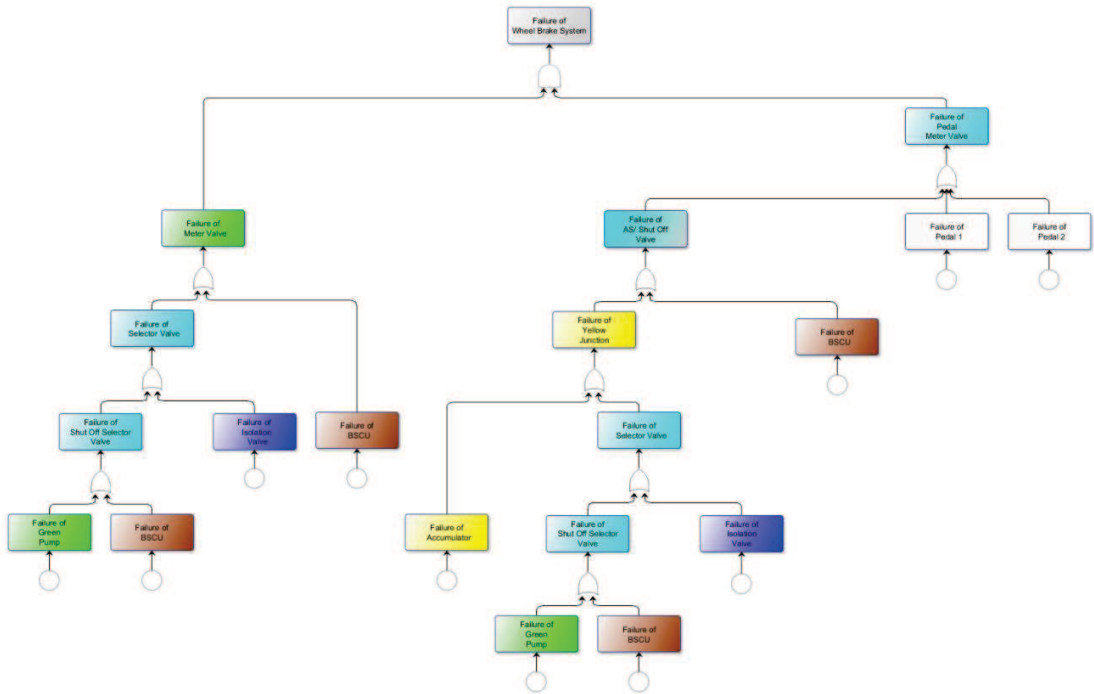 Failure of
Wheel Brake System
Failure of
Pedal
Meter Valve
Failure of
Meter Valve
Failure of
AS/ Shut Off
Valve
Failure of
Pedal 1
Failure of
Pedal 2
Failure of
Selector Valve
Failure of
Yellow
Junction
Failure of
BSCU
Failure of
Shut Off Selector
Valve
Failure of
Isolation
Valve
Failure of
BSCU
Failure of
Selector Valve
Failure of
Green
Pump
Failure of
BSCU
Failure of
Accumulator
Failure of
Shut Off Selector
Valve
Failure of
Isolation
Valve
Failure of
Green
Pump
Failure of
BSCU